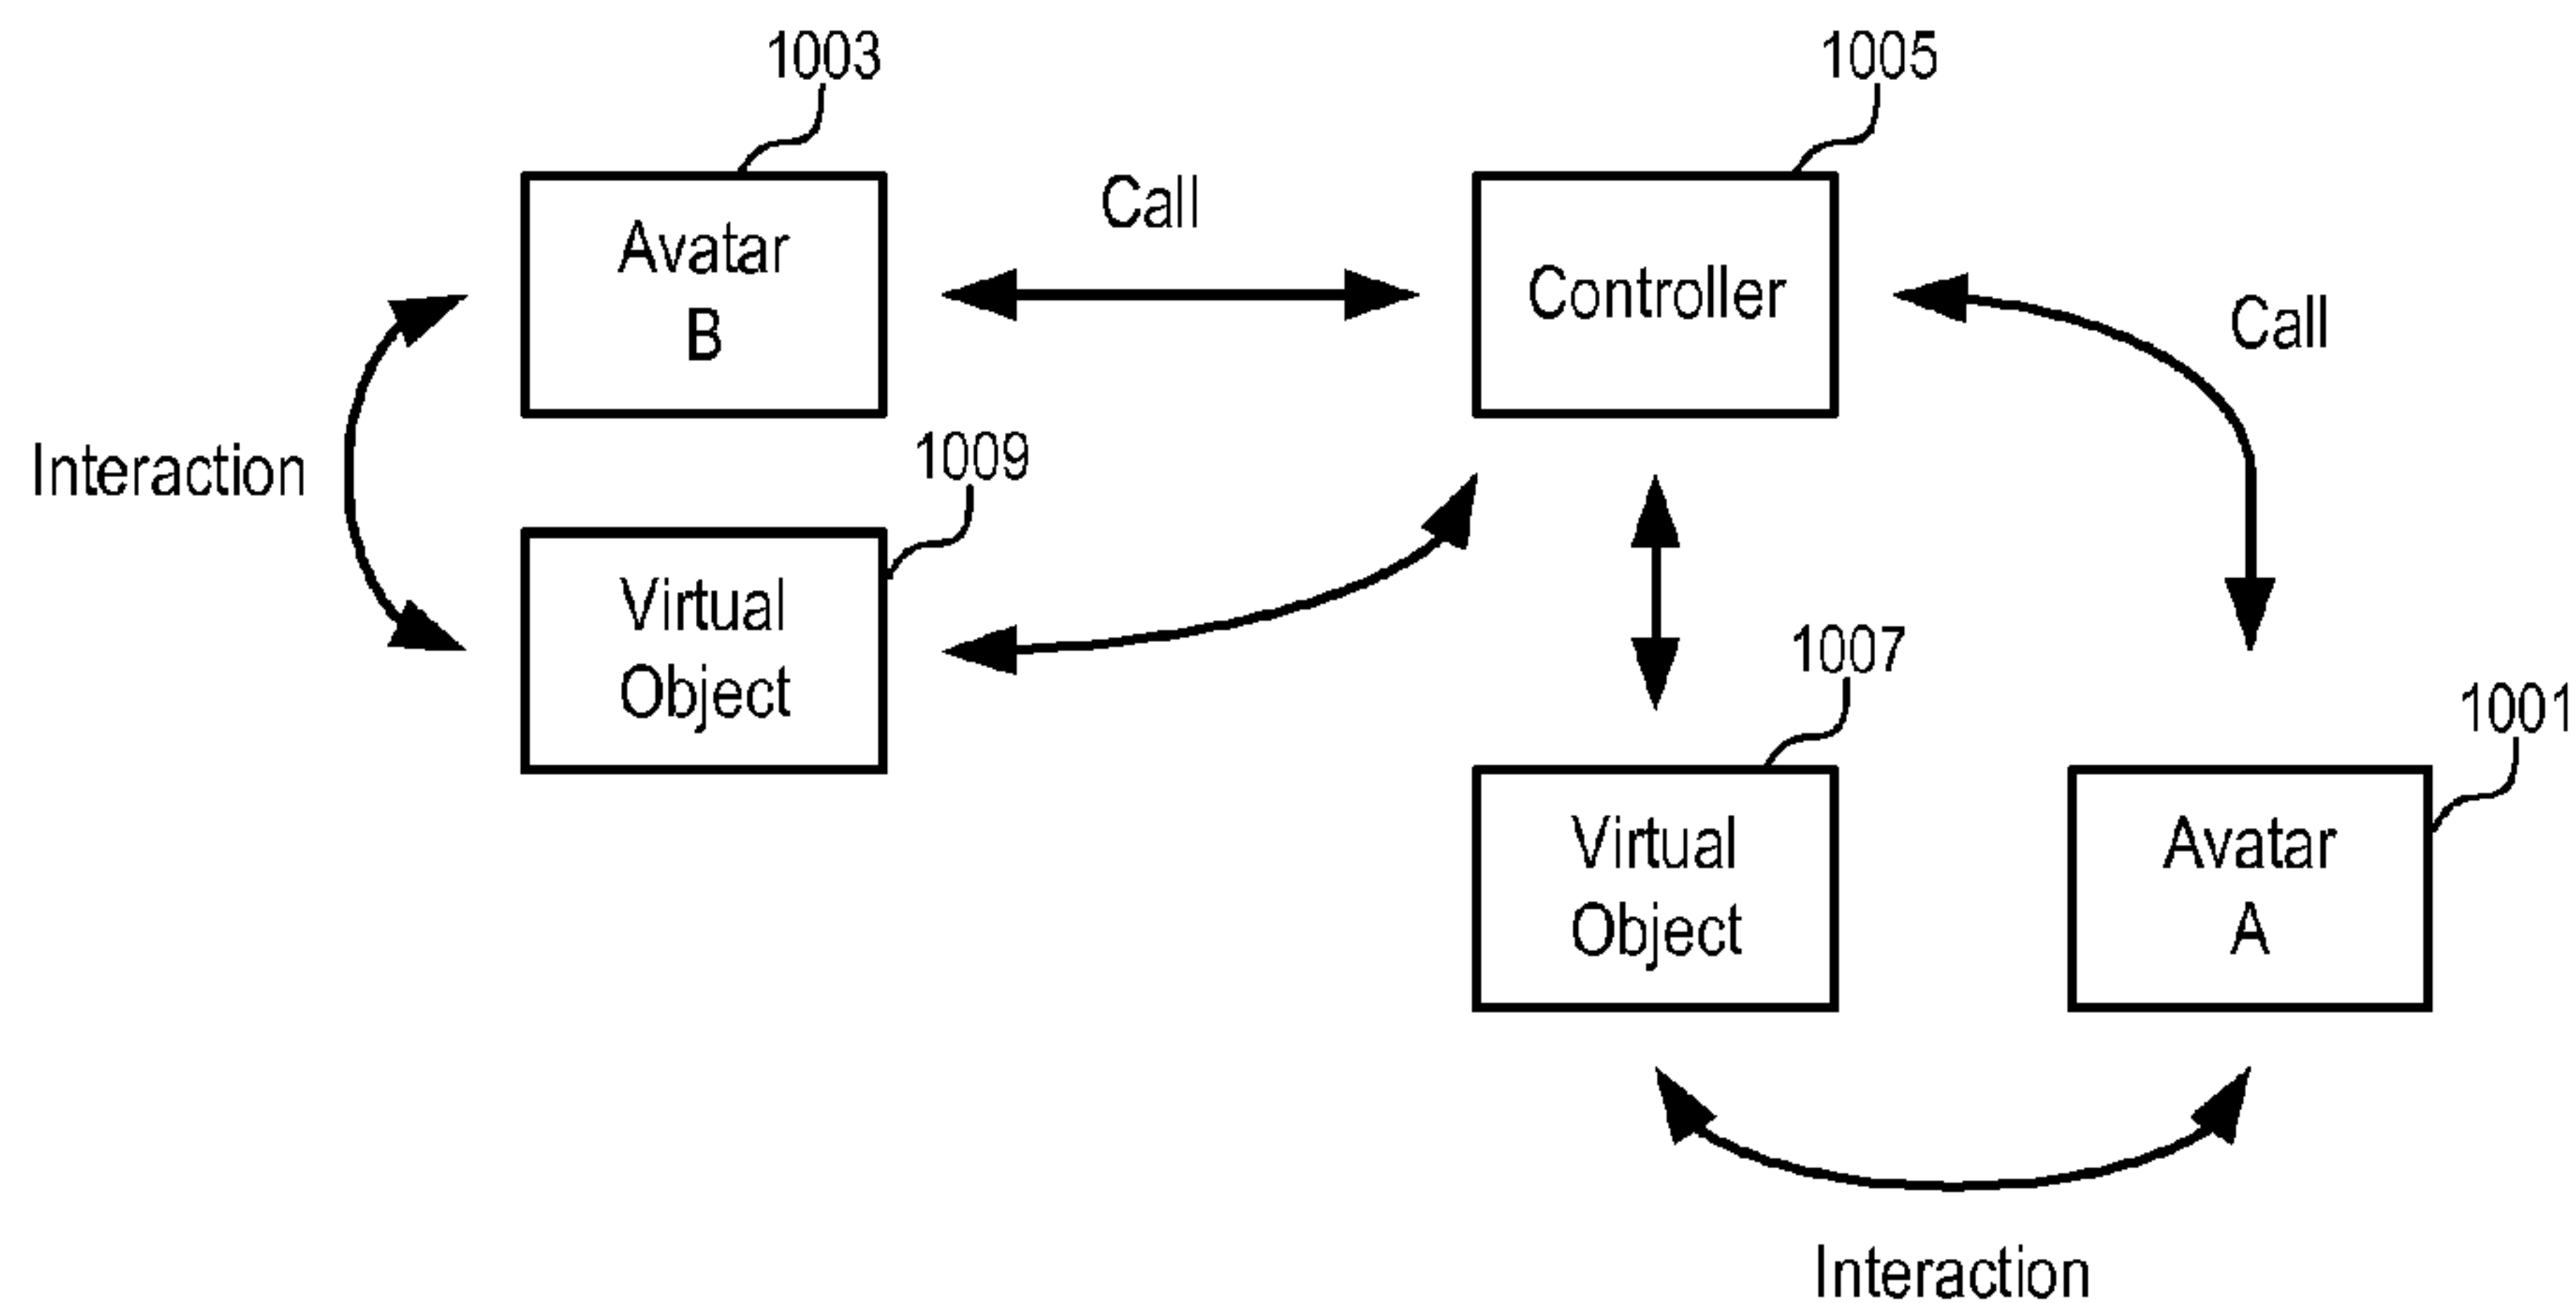 1003
1005
Call
Avatar
B
Controller
Call
Interaction
1009
Virtual
Object
1007
1001
Virtual
Object
Avatar
A
Interaction